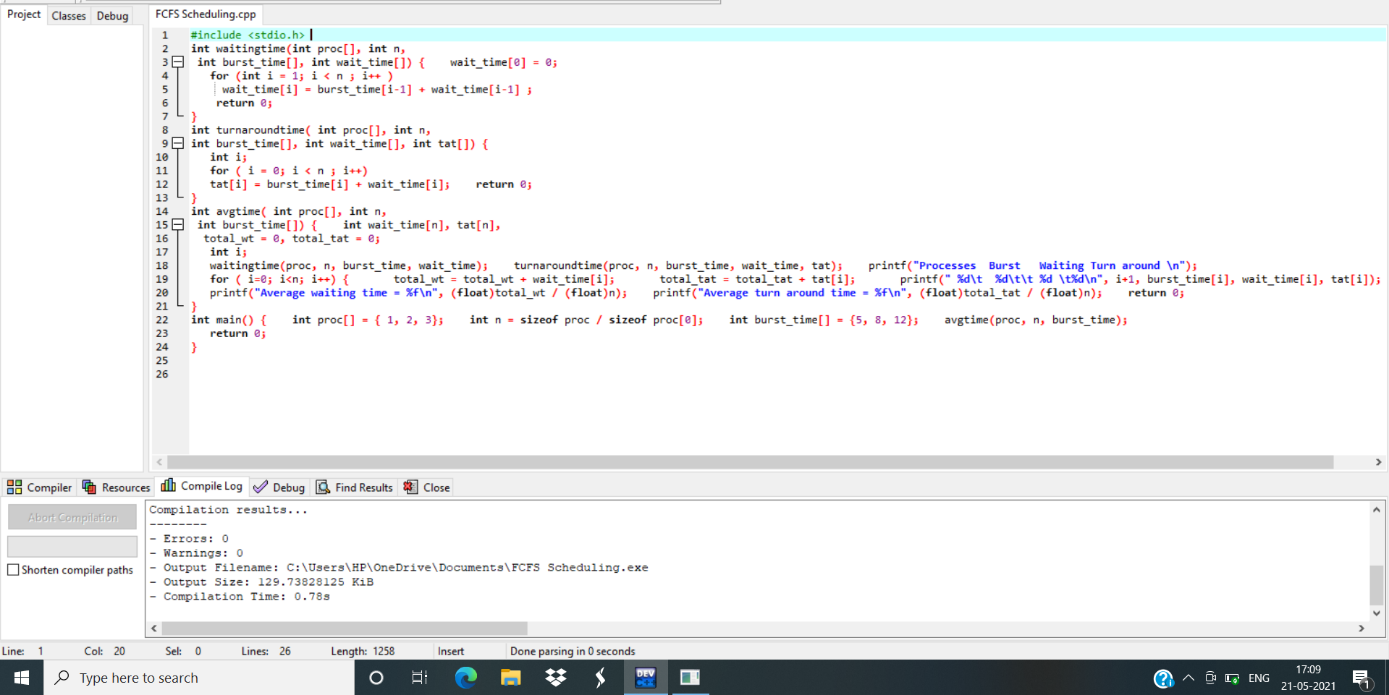 Project Classes Debug
FCFS Scheduling.cpp
1 #include <stdio.h>
2 int waitingtime(int proc[], int n,
3 int burst_time[], int wait_time[]) { wait_time[0] = 0;
4 for (int i = 1; i < n ; i++ )
5 wait_time[i] = burst_time[i-1] + wait_time[i-1] ;
6 return 0;
7 }
8 int turnaroundtime( int proc[], int n,
9 int burst_time[], int wait_time[], int tat[]) {
10 int i;
11 for ( i = 0; i < n ; i++)
12 tat[i] = burst_time[i] + wait_time[i]; return 0;
13 }
14 int avgtime( int proc[], int n,
15 int burst_time[]) { int wait_time[n], tat[n],
16 total_wt = 0, total_tat = 0;
17 int i;
18 waitingtime(proc, n, burst_time, wait_time); turnaroundtime(proc, n, burst_time, wait_time, tat); printf("Processes Burst Waiting Turn around \n");
19 for ( i=0; i<n; i++) { total_wt = total_wt + wait_time[i]; total_tat = total_tat + tat[i]; printf(" %d\t %d\t\t %d \t%d\n", i+1, burst_time[i], wait_time[i], tat[i]);
20 printf("Average waiting time = %f\n", (float)total_wt / (float)n); printf("Average turn around time = %f\n", (float)total_tat / (float)n); return 0;
21 }
22 int main() { int proc[] = { 1, 2, 3}; int n = sizeof proc / sizeof proc[0]; int burst_time[] = {5, 8, 12}; avgtime(proc, n, burst_time);
23 return 0;
24 }
25
26
Compiler Resources Compile Log Debug Find Results Close
Abort Compilation
Shorten compiler paths
Compilation results...
--------
- Errors: 0
- Warnings: 0
- Output Filename: C:\Users\HP\OneDrive\Documents\FCFS Scheduling.exe
- Output Size: 129.73828125 KiB
- Compilation Time: 0.78s
Line: 1 Col: 20 Sel: 0 Lines: 26 Length: 1258 Insert Done parsing in 0 seconds
Type here to search
DEV
ENG
17:09
21-05-2021
1